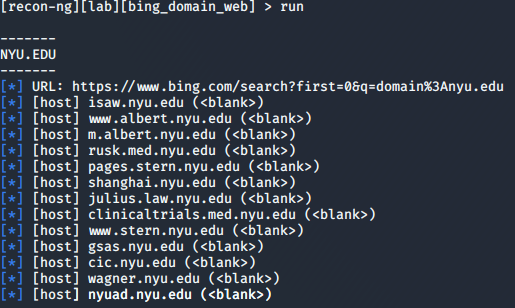 [recon-ng][lab][bing_domain_web] > run
-------
NYU.EDU
-------
[*] URL: https://www.bing.com/search?first=0&q=domain%3Anyu.edu
[*] [host] isaw.nyu.edu (<blank>)
[*] [host] www.albert.nyu.edu (<blank>)
[*] [host] m.albert.nyu.edu (<blank>)
[*] [host] rusk.med.nyu.edu (<blank>)
[*] [host] pages.stern.nyu.edu (<blank>)
[*] [host] shanghai.nyu.edu (<blank>)
[*] [host] julius.law.nyu.edu (<blank>)
[*] [host] clinicaltrials.med.nyu.edu (<blank>)
[*] [host] www.stern.nyu.edu (<blank>)
[*] [host] gsas.nyu.edu (<blank>)
[*] [host] cic.nyu.edu (<blank>)
[*] [host] wagner.nyu.edu (<blank>)
[*] [host] nyuad.nyu.edu (<blank>)